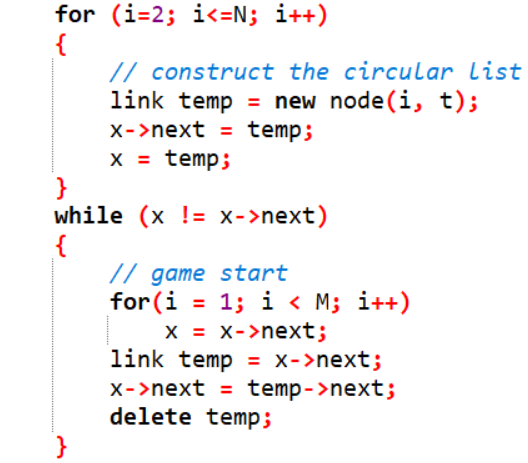 for (i=2; i<=N; i++)
{
// construct the circular list
link temp = new node(i, t);
x->next = temp;
x = temp;
}
while (x != x->next)
{
// game start
for(i = 1; i < M; i++)
x = x->next;
link temp = x->next;
x->next = temp->next;
delete temp;
}